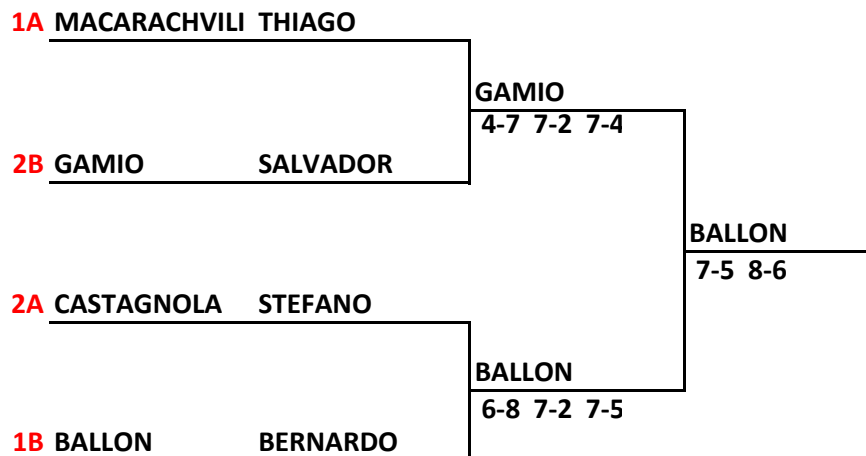 1A MACARACHVILI THIAGO
GAMIO
4-7 7-2 7-4
2B GAMIO SALVADOR
BALLON
7-5 8-6
2A CASTAGNOLA STEFANO
BALLON
6-8 7-2 7-5
1B BALLON BERNARDO